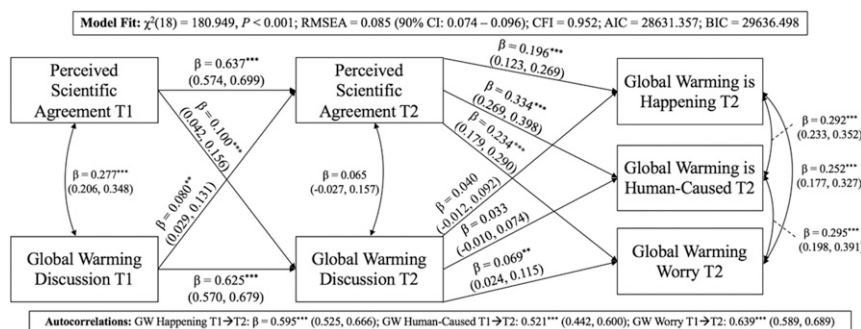 Model Fit: χ²(18) = 180.949, P < 0.001; RMSEA = 0.085 (90% CI: 0.074 – 0.096); CFI = 0.952; AIC = 28631.357; BIC = 29636.498
Perceived
Scientific
Agreement T1
β = 0.637***
(0.574, 0.699)
Perceived
Scientific
Agreement T2
β = 0.196***
(0.123, 0.269)
Global Warming is
Happening T2
β = 0.334***
(0.269, 0.398)
β = 0.234***
(0.179, 0.290)
β = 0.100***
(0.042, 0.156)
β = 0.277***
(0.206, 0.348)
β = 0.080**
(0.029, 0.131)
β = 0.065
(-0.027, 0.157)
β = 0.040
(-0.012, 0.092)
β = 0.033
(-0.010, 0.074)
Global Warming is
Human-Caused T2
β = 0.292***
(0.233, 0.352)
β = 0.252***
(0.177, 0.327)
β = 0.295***
(0.198, 0.391)
Global Warming
Discussion T1
β = 0.625***
(0.570, 0.679)
Global Warming
Discussion T2
β = 0.069**
(0.024, 0.115)
Global Warming
Worry T2
Autocorrelations: GW Happening T1→T2: β = 0.595*** (0.525, 0.666); GW Human-Caused T1→T2: 0.521*** (0.442, 0.600); GW Worry T1→T2: 0.639*** (0.589, 0.689)